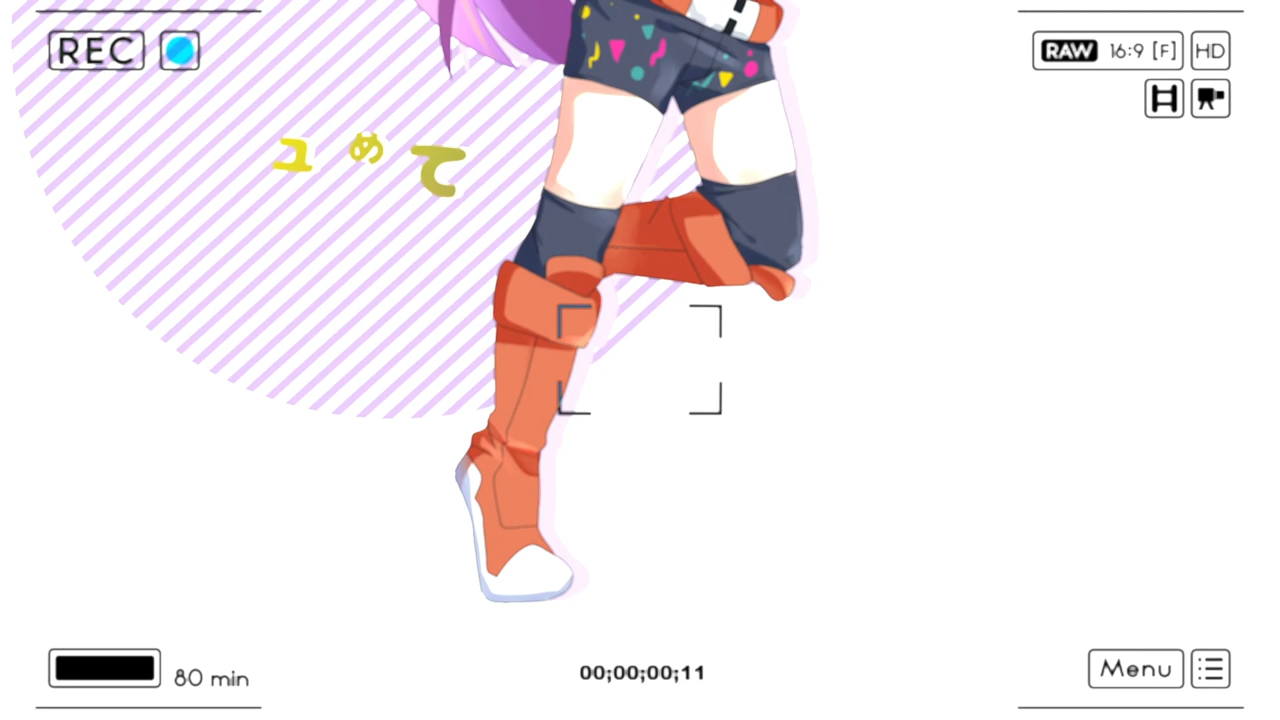 REC
RAW 16:9 [F] HD
ユ め て
80 min
00;00;00;11
Menu